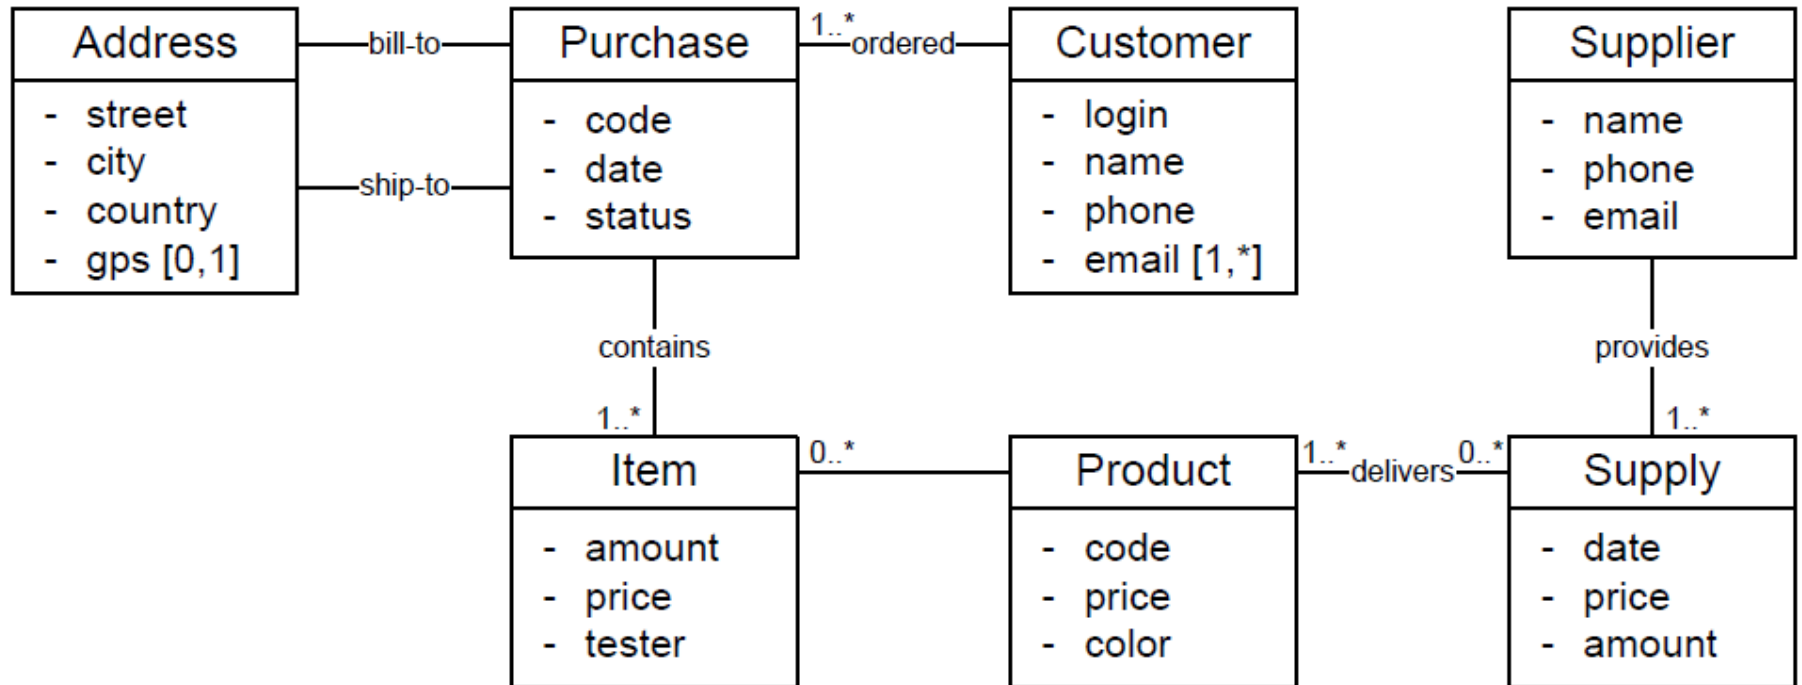 Address
- street
- city
- country
- gps [0,1]
bill-to
ship-to
Purchase
- code
- date
- status
1..*
ordered
Customer
- login
- name
- phone
- email [1,*]
Supplier
- name
- phone
- email
contains
1..*
provides
1..*
Item
- amount
- price
- tester
0..*
Product
- code
- price
- color
1..*
delivers
0..*
Supply
- date
- price
- amount